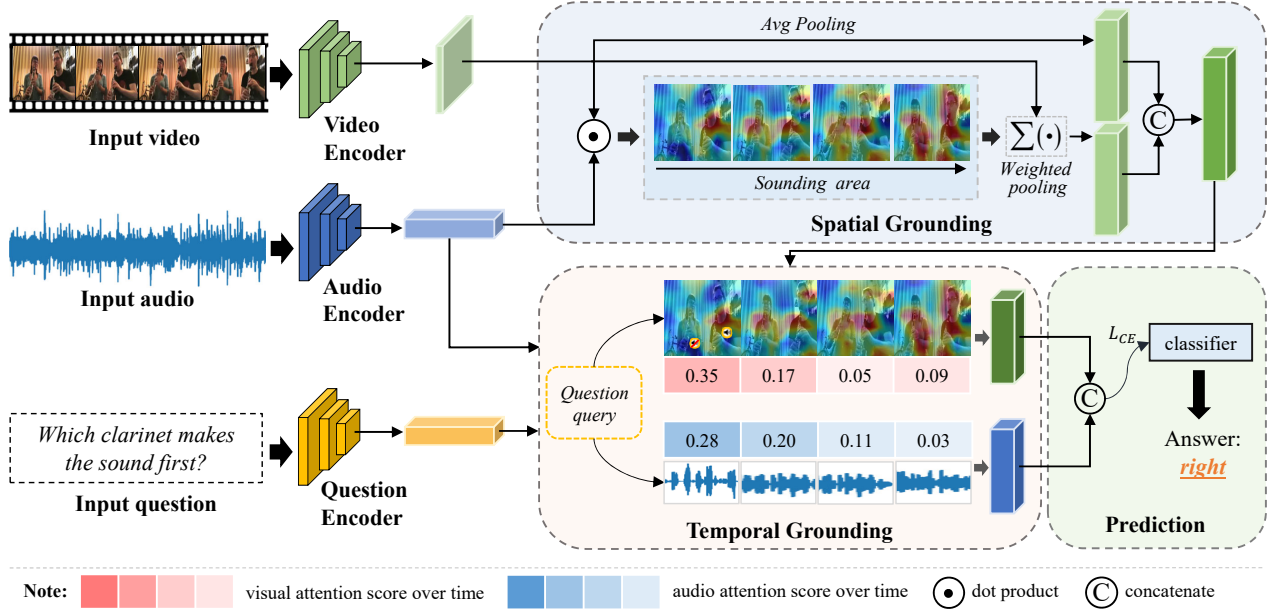 Input video
Video
Encoder
Avg Pooling
Sounding area
∑(·)
Weighted
pooling
C
Spatial Grounding
Input audio
Audio
Encoder
Which clarinet makes
the sound first?
Input question
Question
Encoder
Question
query
0.35 0.17 0.05 0.09
0.28 0.20 0.11 0.03
Temporal Grounding
C
L_CE
classifier
Answer:
right
Prediction
Note: visual attention score over time audio attention score over time dot product C concatenate